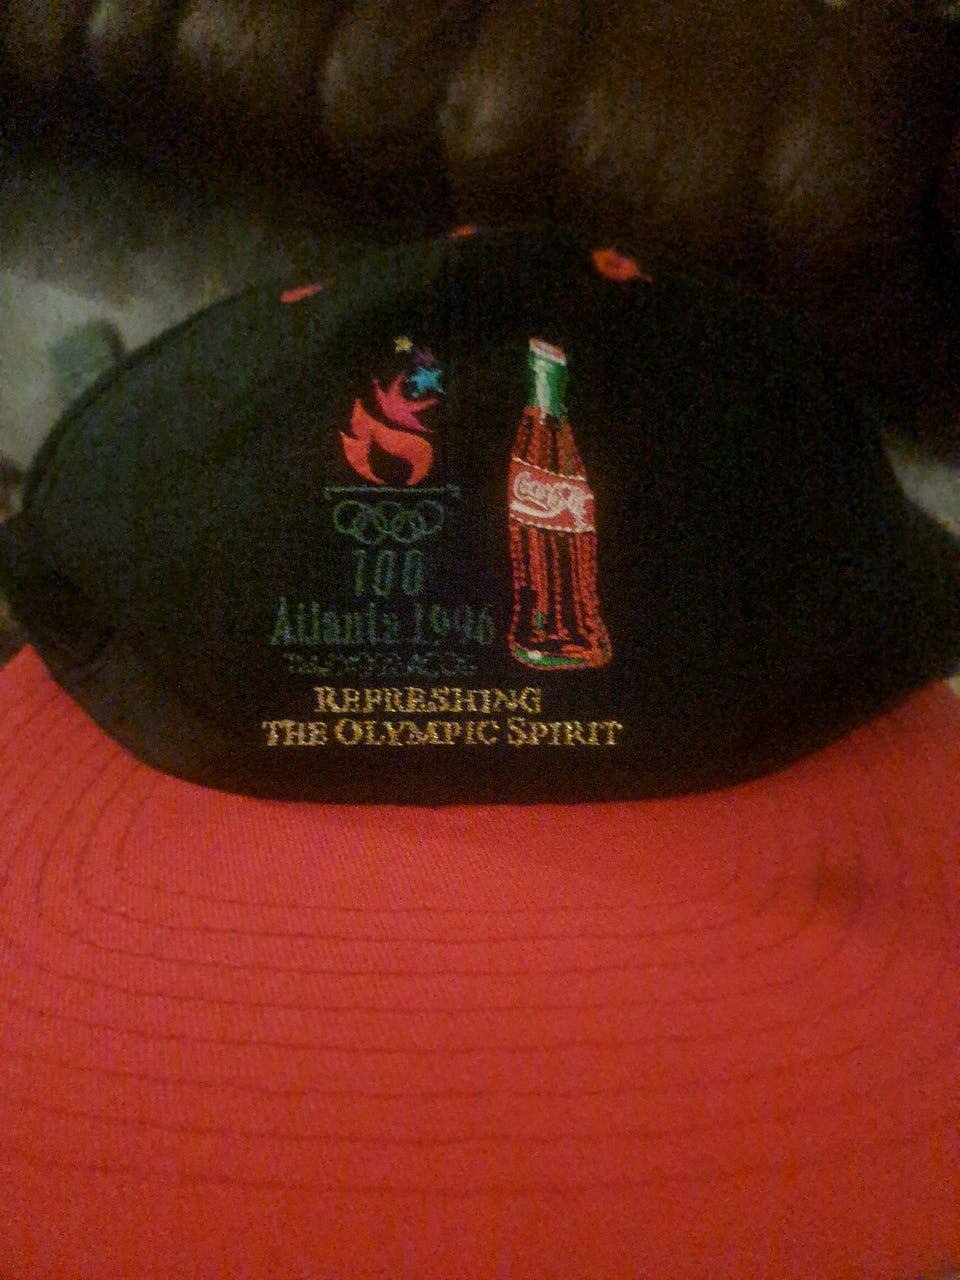 100
Atlanta 1996
Coca-Cola
REFRESHING
THE OLYMPIC SPIRIT